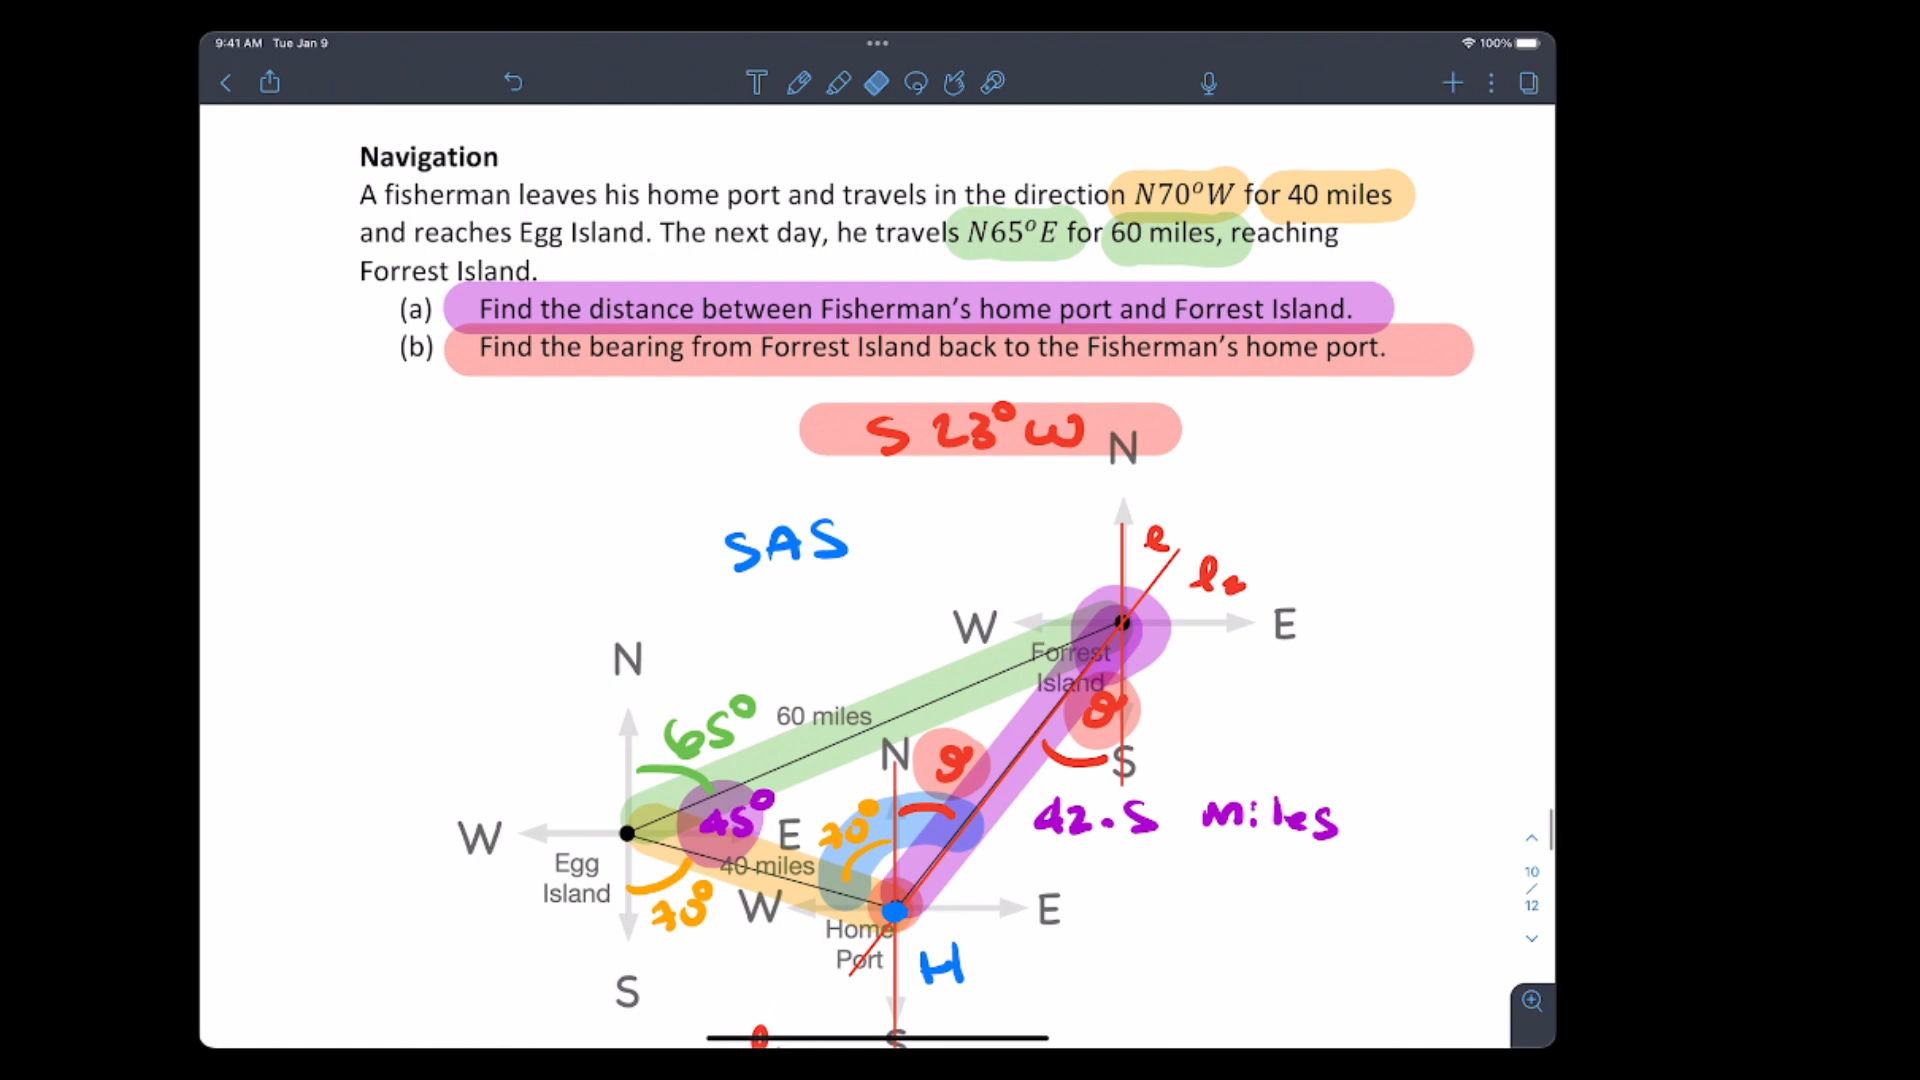 9:41 AM Tue Jan 9
100%
Navigation
A fisherman leaves his home port and travels in the direction N70°W for 40 miles
and reaches Egg Island. The next day, he travels N65°E for 60 miles, reaching
Forrest Island.
(a) Find the distance between Fisherman's home port and Forrest Island.
(b) Find the bearing from Forrest Island back to the Fisherman's home port.
S 23° W
N
SAS
W
E
Forrest
Island
N
65°
60 miles
N
θ
θ
S
W
45°
E
70°
42.5 miles
Egg
Island
40 miles
70°
W
E
Home
Port
H
S
S
10
/
12